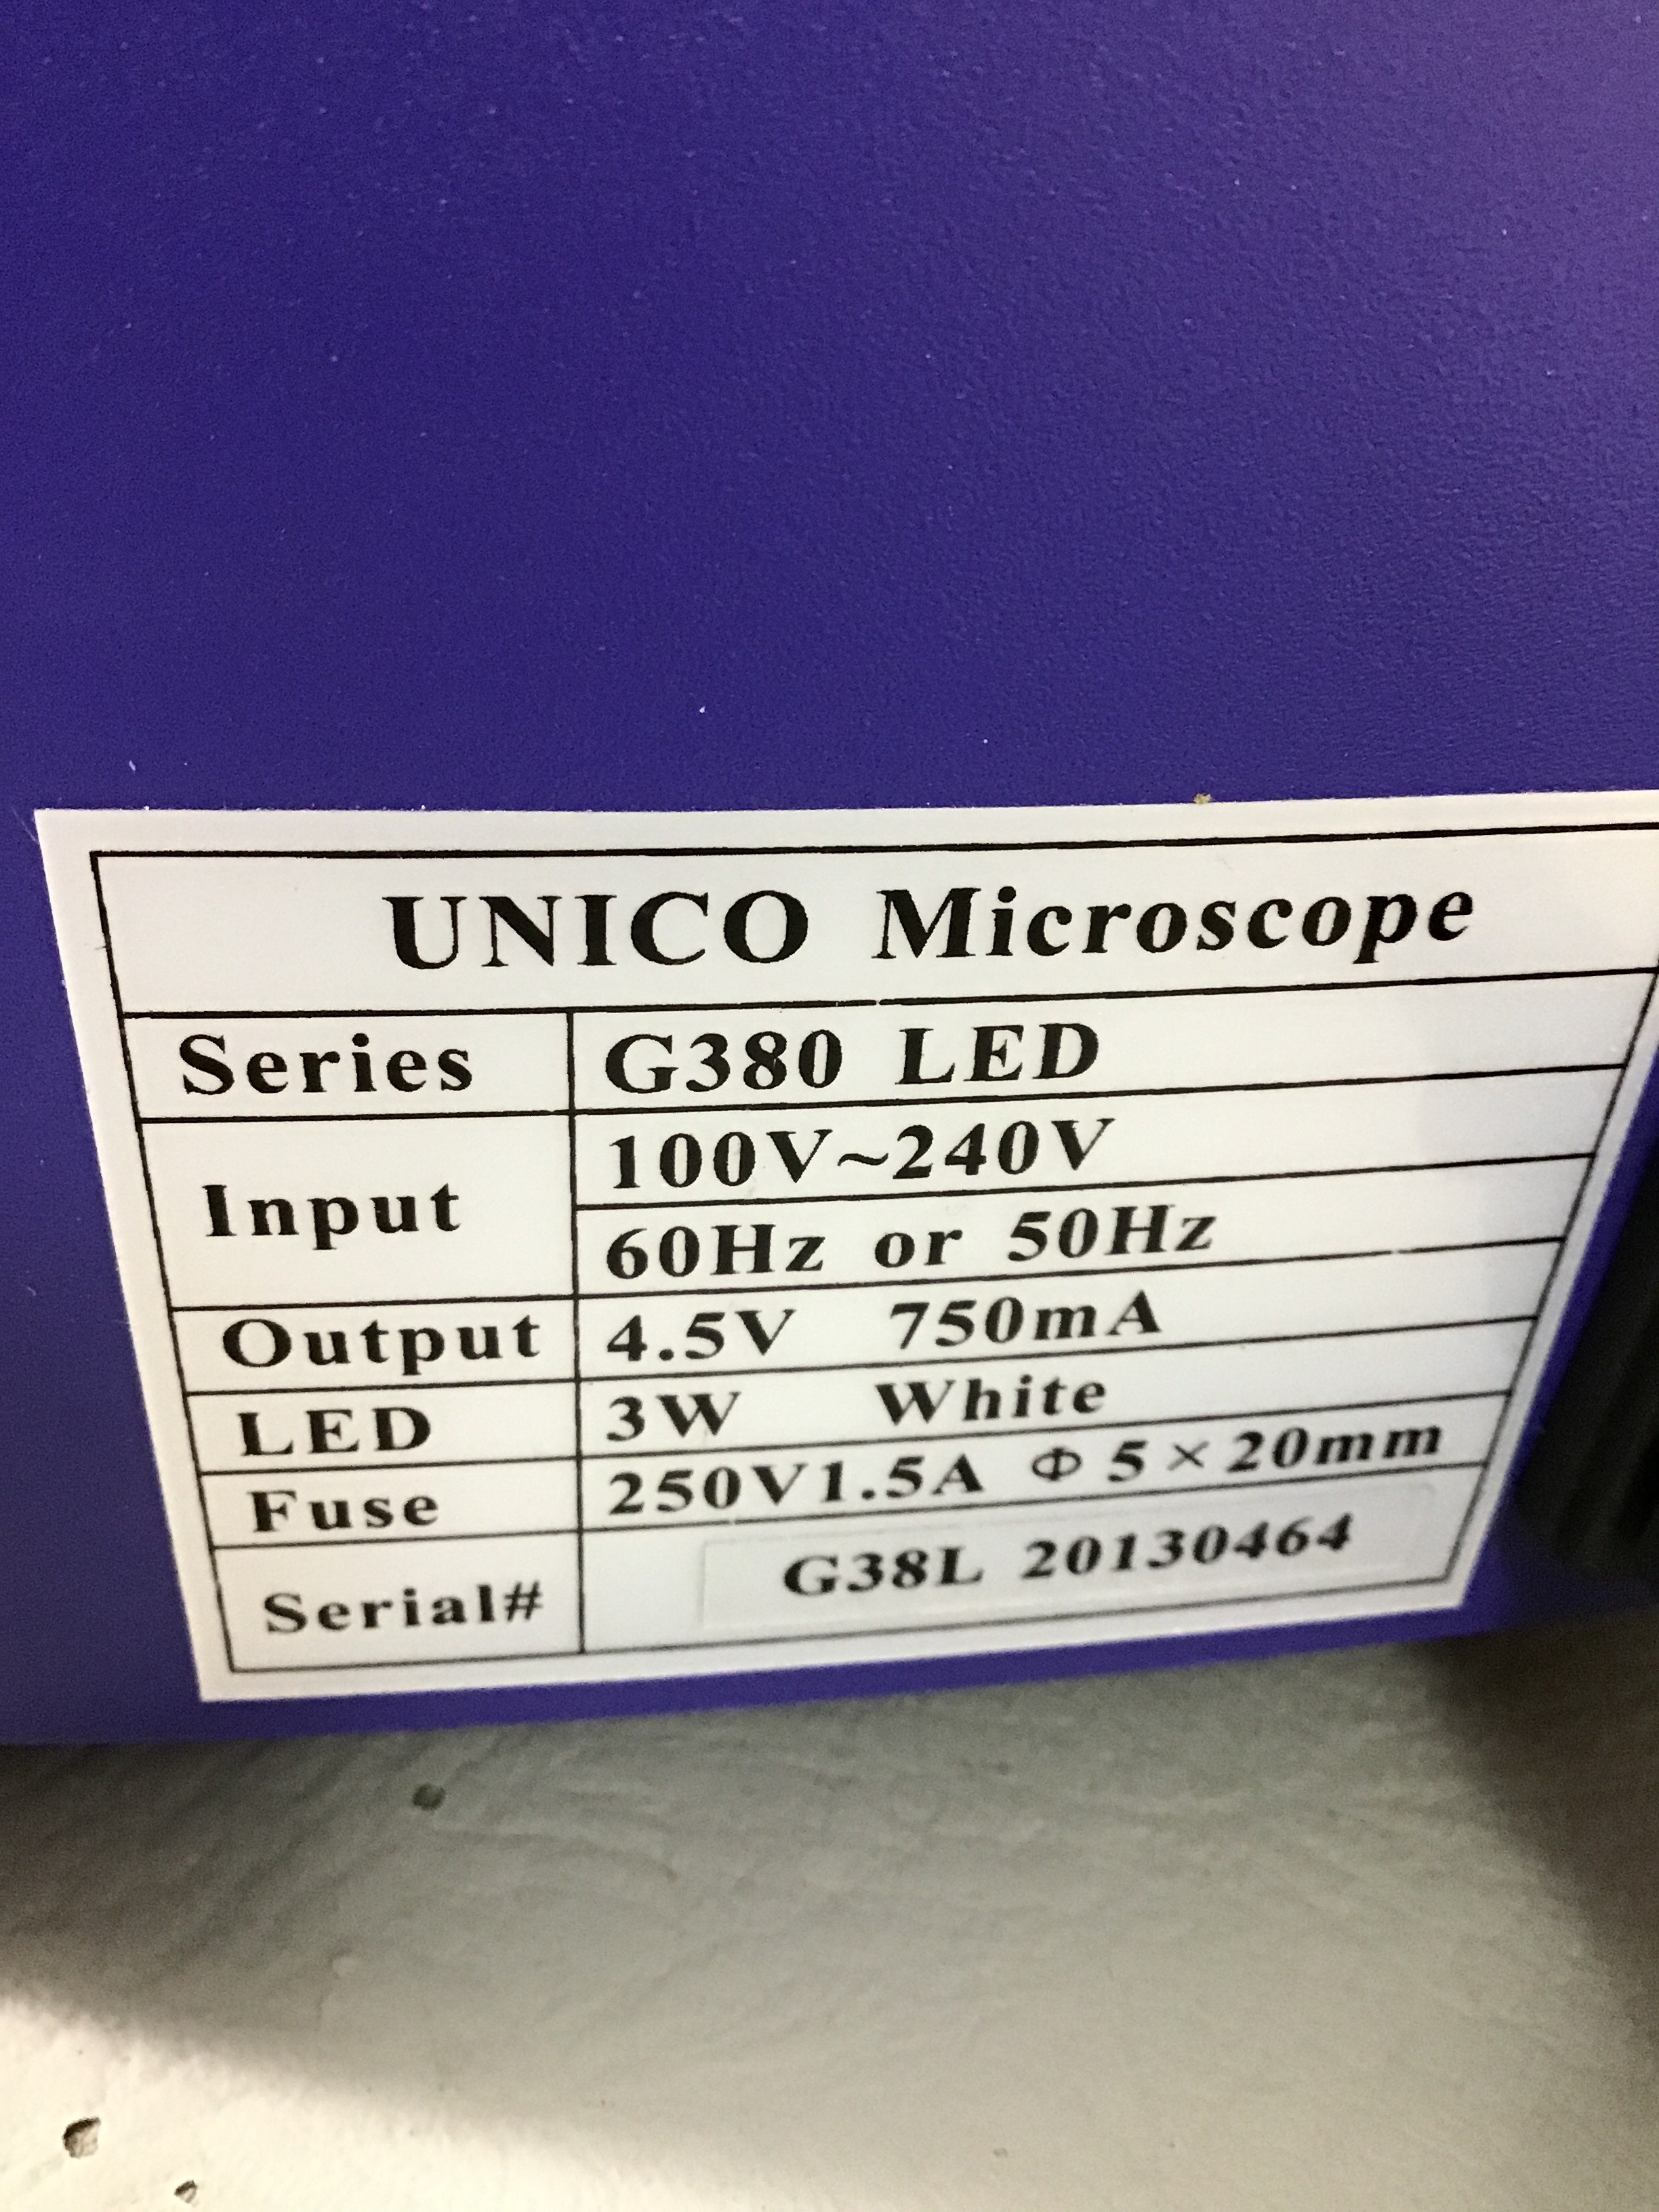 UNICO Microscope
Series G380 LED
Input 100V~240V
60Hz or 50Hz
Output 4.5V 750mA
LED 3W White
Fuse 250V1.5A Φ5×20mm
Serial# G38L 20130464